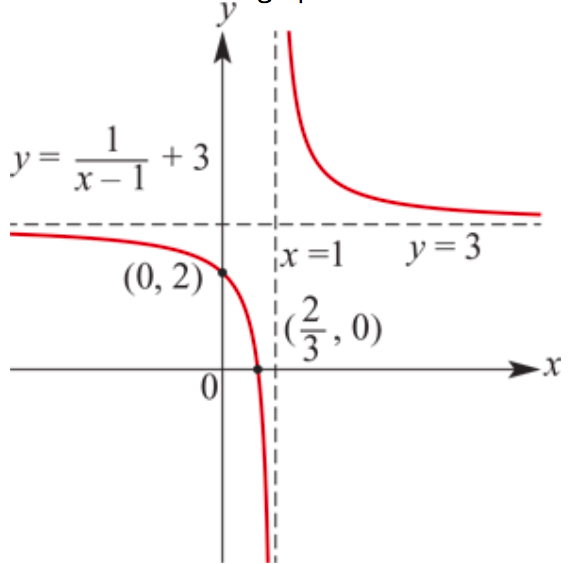 y
y = 1/(x – 1) + 3
x =1
y = 3
(0, 2)
(2/3, 0)
x
0